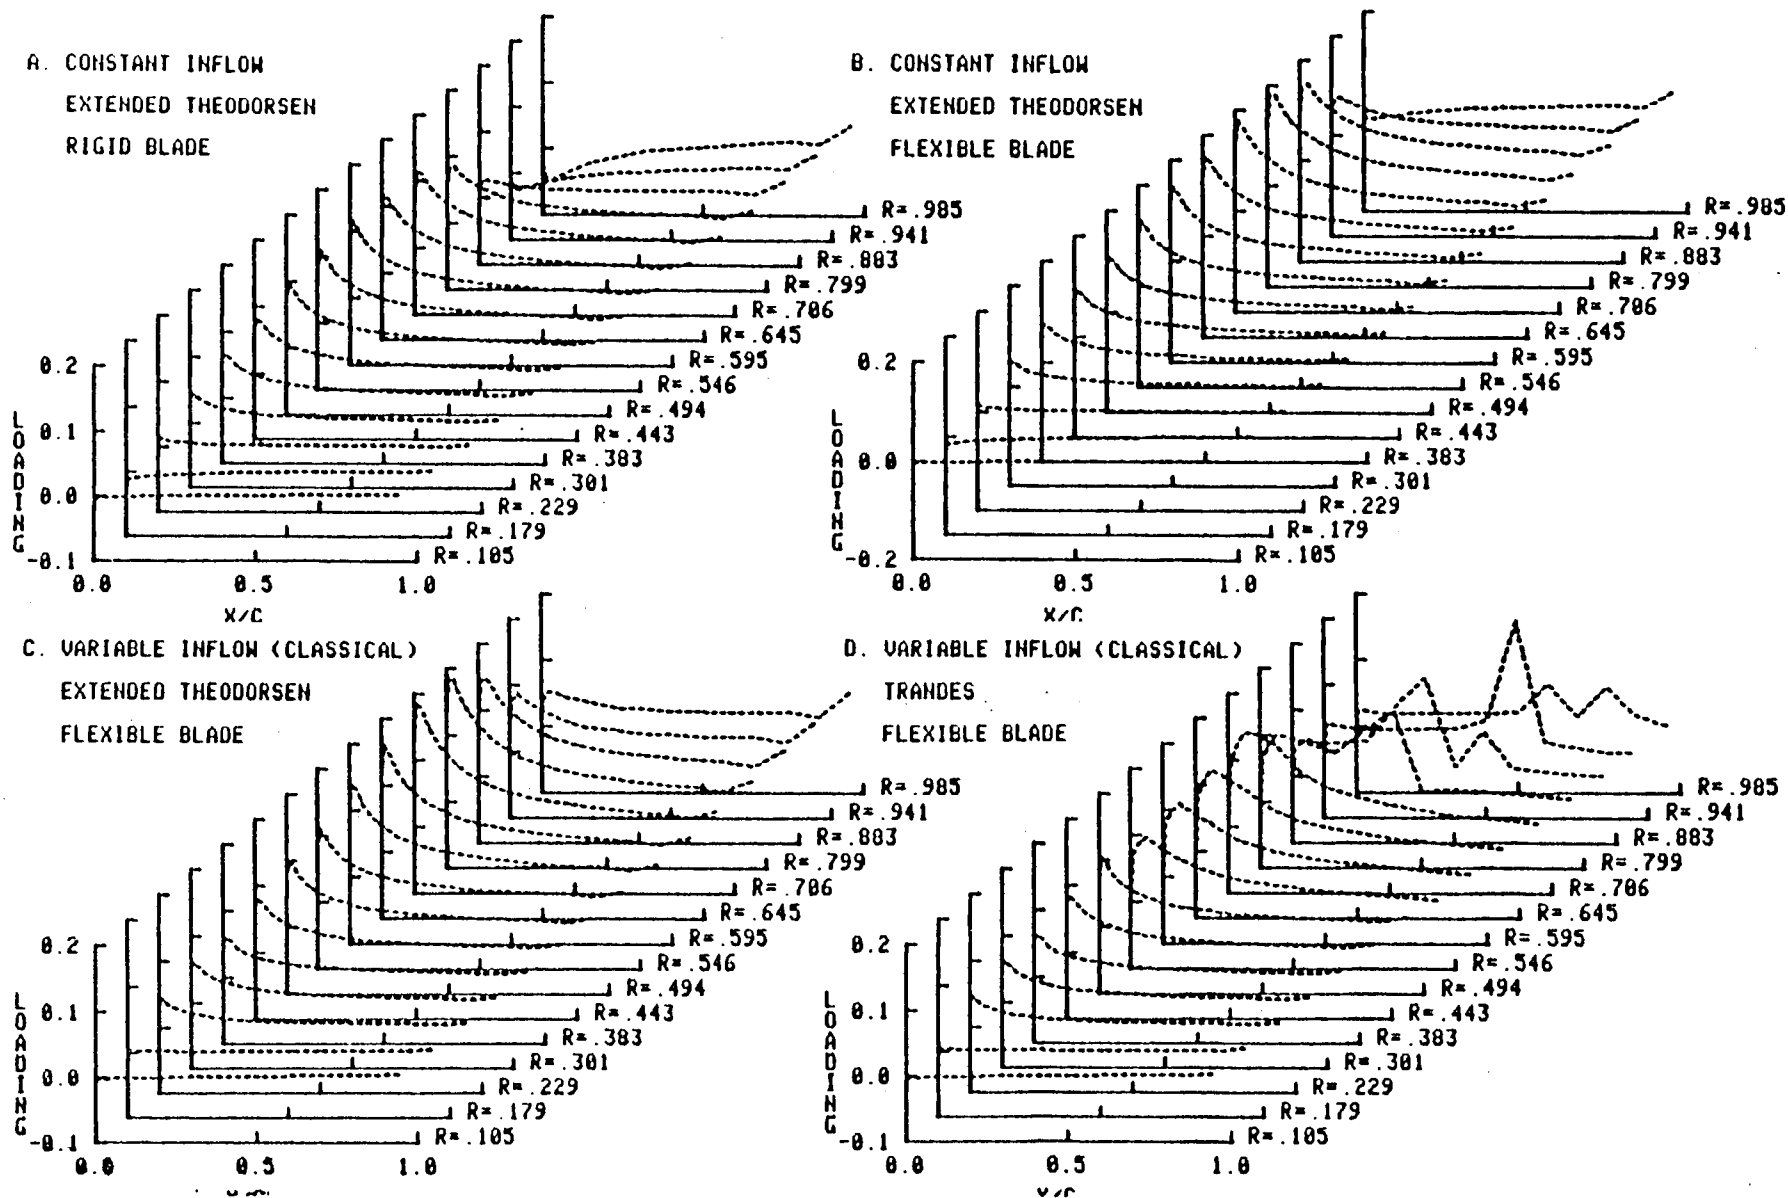 A. CONSTANT INFLOW
EXTENDED THEODORSEN
RIGID BLADE
R=.985
R=.941
R=.883
R=.799
R=.706
R=.645
R=.595
R=.546
R=.494
R=.443
R=.383
R=.301
R=.229
R=.179
R=.105
0.2
0.1
0.0
-0.1
LOADING
0.0 0.5 1.0
X/C
B. CONSTANT INFLOW
EXTENDED THEODORSEN
FLEXIBLE BLADE
R=.985
R=.941
R=.883
R=.799
R=.706
R=.645
R=.595
R=.546
R=.494
R=.443
R=.383
R=.301
R=.229
R=.179
R=.105
0.2
0.0
-0.2
LOADING
0.0 0.5 1.0
X/C
C. VARIABLE INFLOW (CLASSICAL)
EXTENDED THEODORSEN
FLEXIBLE BLADE
R=.985
R=.941
R=.883
R=.799
R=.706
R=.645
R=.595
R=.546
R=.494
R=.443
R=.383
R=.301
R=.229
R=.179
R=.105
0.2
0.1
0.0
-0.1
LOADING
0.0 0.5 1.0
D. VARIABLE INFLOW (CLASSICAL)
TRANDES
FLEXIBLE BLADE
R=.985
R=.941
R=.883
R=.799
R=.706
R=.645
R=.595
R=.546
R=.494
R=.443
R=.383
R=.301
R=.229
R=.179
R=.105
0.2
0.1
0.0
-0.1
LOADING
0.0 0.5 1.0
X/C